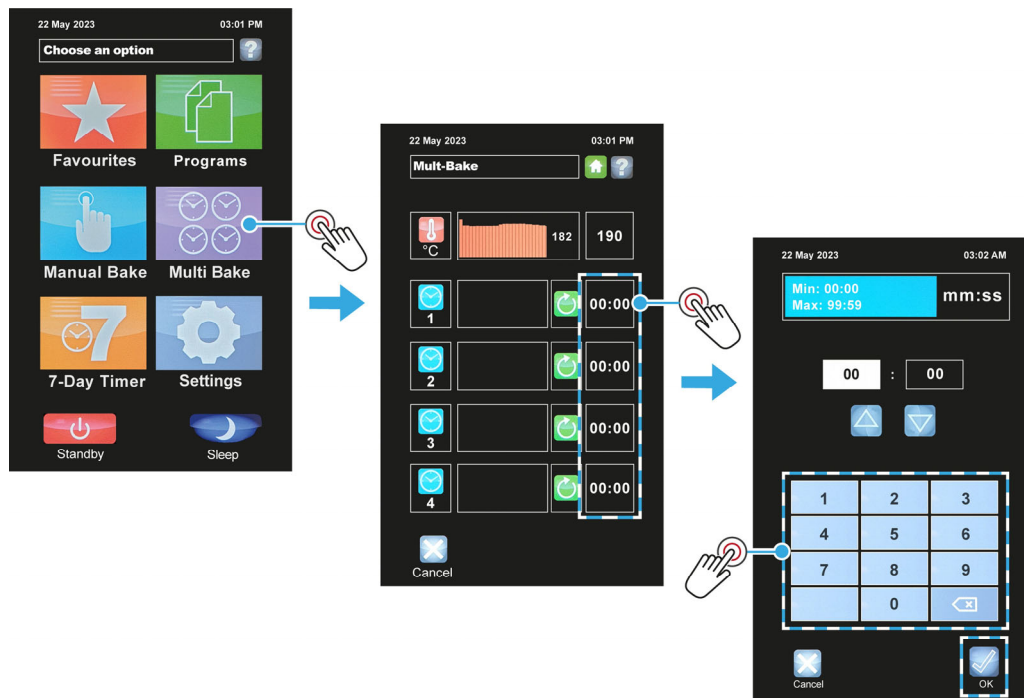 22 May 2023 03:01 PM
Choose an option ?
Favourites Programs
Manual Bake Multi Bake
7
7-Day Timer Settings
Standby Sleep
22 May 2023 03:01 PM
Mult-Bake ?
°C 182 190
1 00:00
2 00:00
3 00:00
4 00:00
Cancel
22 May 2023 03:02 AM
Min: 00:00
Max: 99:59 mm:ss
00 : 00
1 2 3
4 5 6
7 8 9
0
Cancel OK